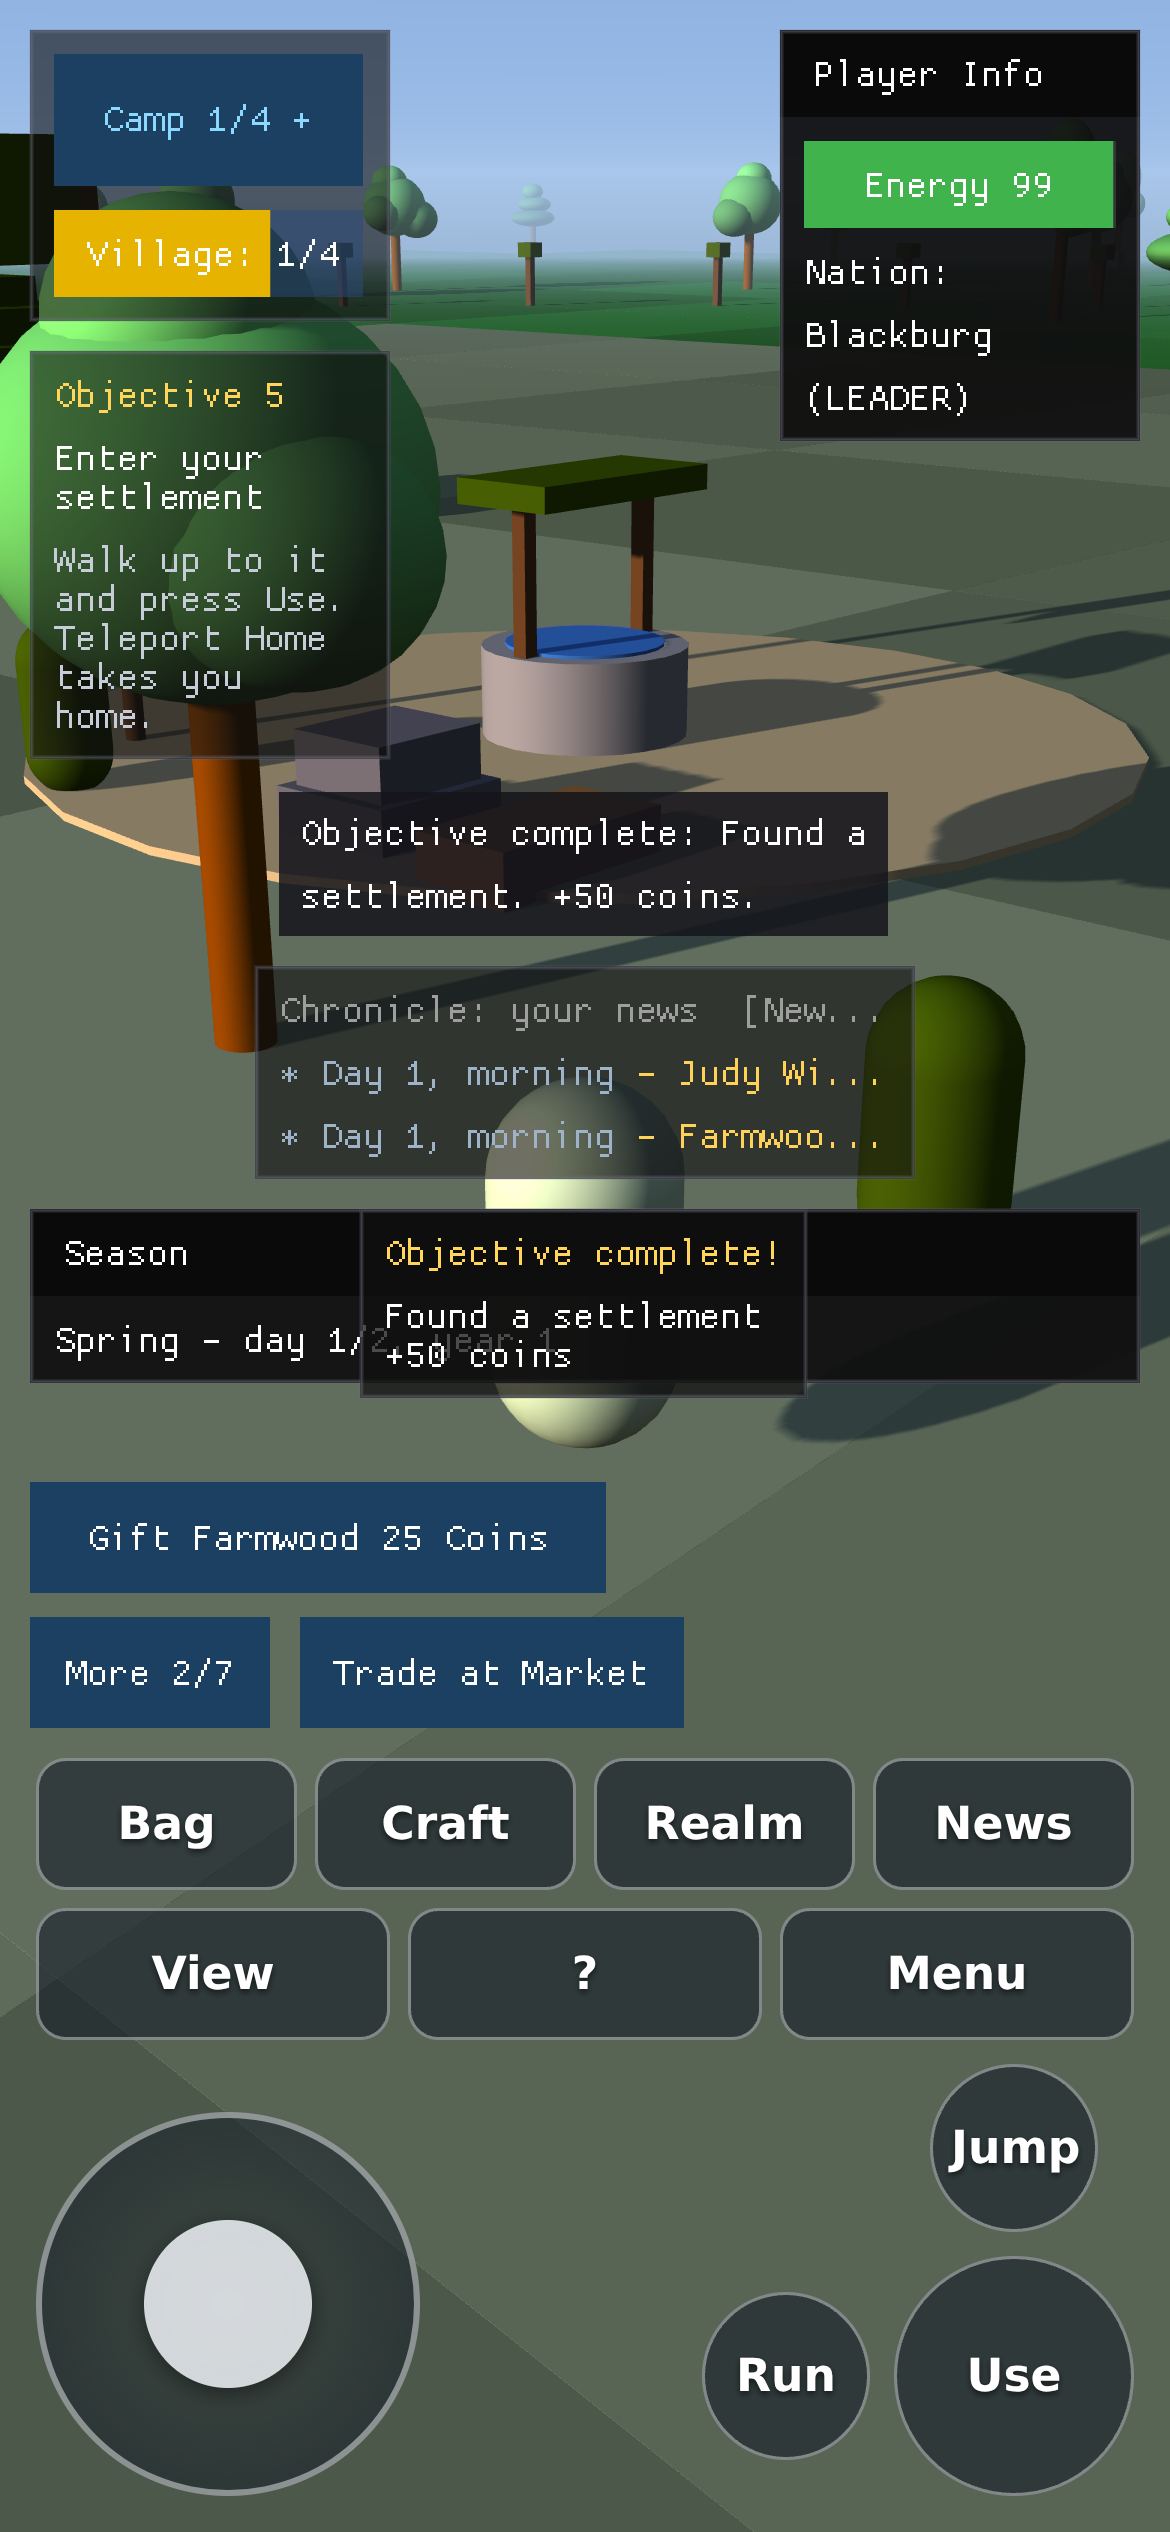 Camp 1/4 +
Village: 1/4
Player Info
Energy 99
Nation:
Blackburg
(LEADER)
Objective 5
Enter your
settlement
Walk up to it
and press Use.
Teleport Home
takes you
home.
Objective complete: Found a
settlement. +50 coins.
Chronicle: your news [New...
* Day 1, morning - Judy Wi...
* Day 1, morning - Farmwoo...
Season
Spring - day 1/2, year 1
Objective complete!
Found a settlement
+50 coins
Gift Farmwood 25 Coins
More 2/7
Trade at Market
Bag
Craft
Realm
News
View
?
Menu
Jump
Run
Use